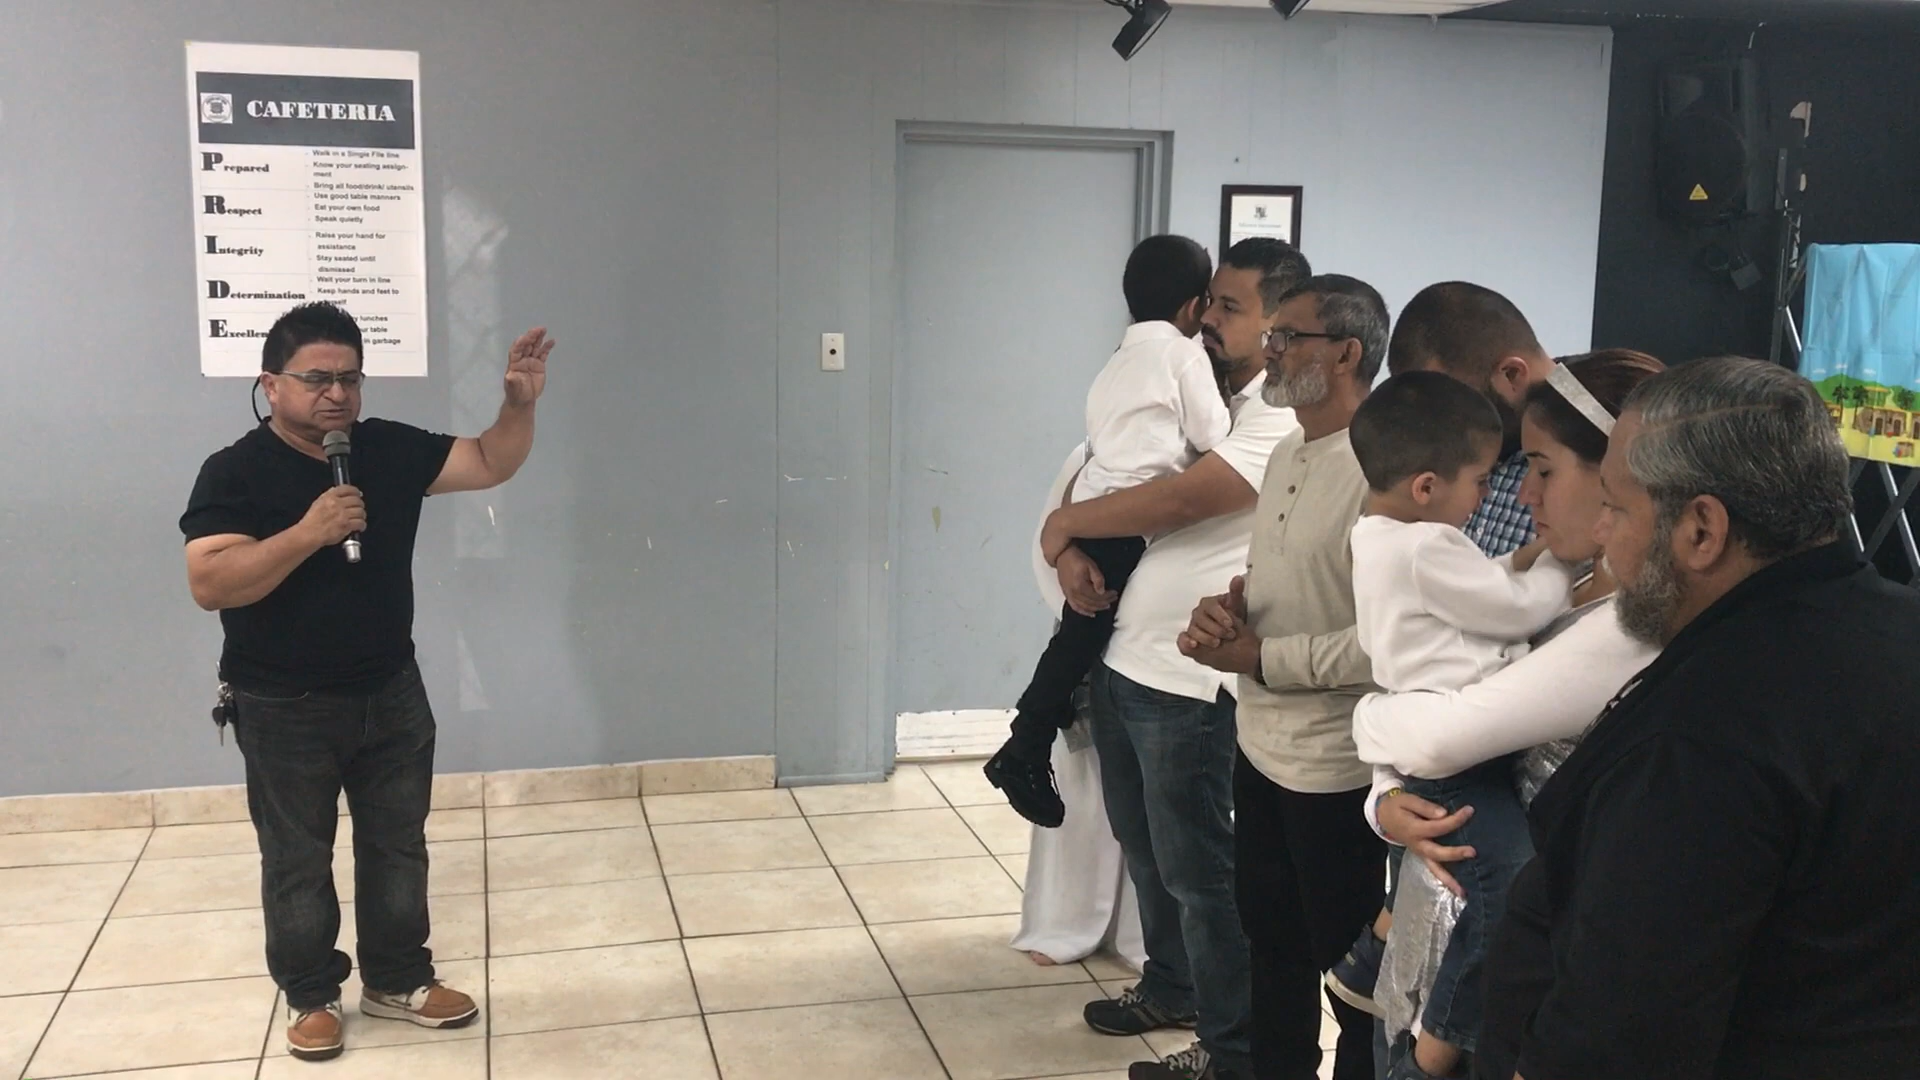 CAFETERIA
Prepared
Walk in a Single File line
Know your seating assign-
ment
Bring all food/drink/ utensils
Respect
Use good table manners
Eat your own food
Speak quietly
Integrity
Raise your hand for
assistance
Stay seated until
dismissed
Determination
Wait your turn in line
Keep hands and feet to
Excellen
lunches
table
in garbage